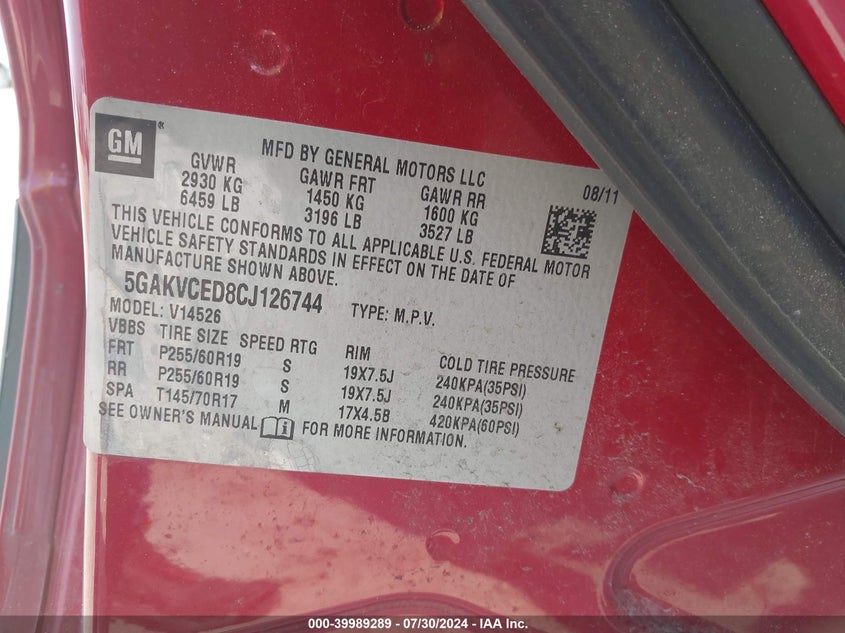 GM
MFD BY GENERAL MOTORS LLC
08/11
GVWR GAWR FRT GAWR RR
2930 KG 1450 KG 1600 KG
6459 LB 3196 LB 3527 LB
THIS VEHICLE CONFORMS TO ALL APPLICABLE U.S. FEDERAL MOTOR
VEHICLE SAFETY STANDARDS IN EFFECT ON THE DATE OF
MANUFACTURE SHOWN ABOVE.
5GAKVCED8CJ126744 TYPE: M.P.V.
MODEL: V14526
VBBS TIRE SIZE SPEED RTG RIM COLD TIRE PRESSURE
FRT P255/60R19 S 19X7.5J 240KPA(35PSI)
RR P255/60R19 S 19X7.5J 240KPA(35PSI)
SPA T145/70R17 M 17X4.5B 420KPA(60PSI)
SEE OWNER'S MANUAL i FOR MORE INFORMATION.
000-39989289 - 07/30/2024 - IAA Inc.